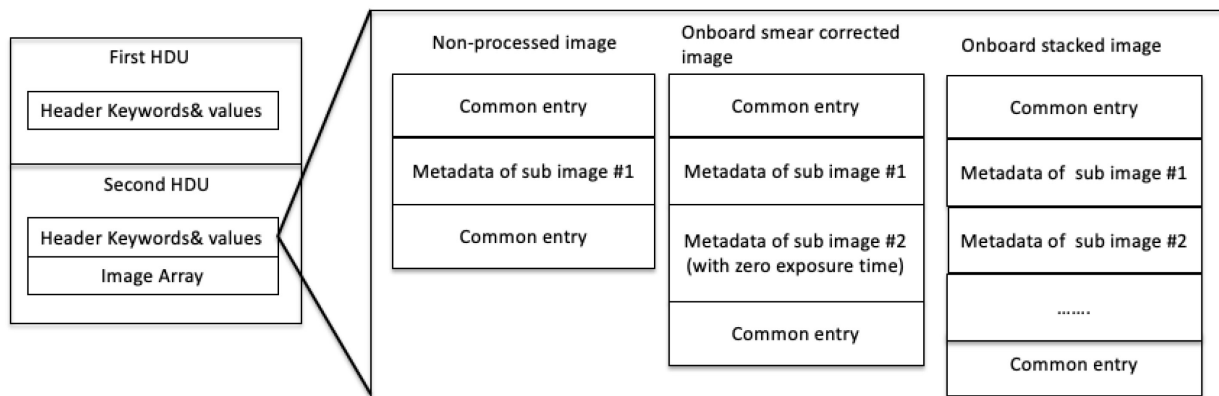 First HDU
Header Keywords& values
Second HDU
Header Keywords& values
Image Array
Non-processed image
Common entry
Metadata of sub image #1
Common entry
Onboard smear corrected
image
Common entry
Metadata of sub image #1
Metadata of sub image #2
(with zero exposure time)
Common entry
Onboard stacked image
Common entry
Metadata of  sub image #1
Metadata of  sub image #2
.......
Common entry